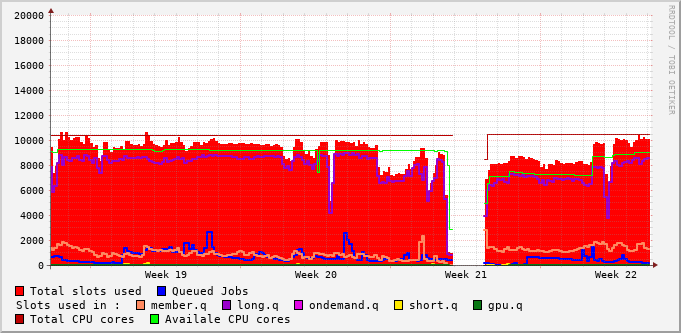 20000
18000
16000
14000
12000
10000
8000
6000
4000
2000
0
Week 19 Week 20 Week 21 Week 22
Total slots used Queued Jobs
Slots used in : member.q long.q ondemand.q short.q gpu.q
Total CPU cores Availale CPU cores
RRDTOOL / TOBI OETIKER